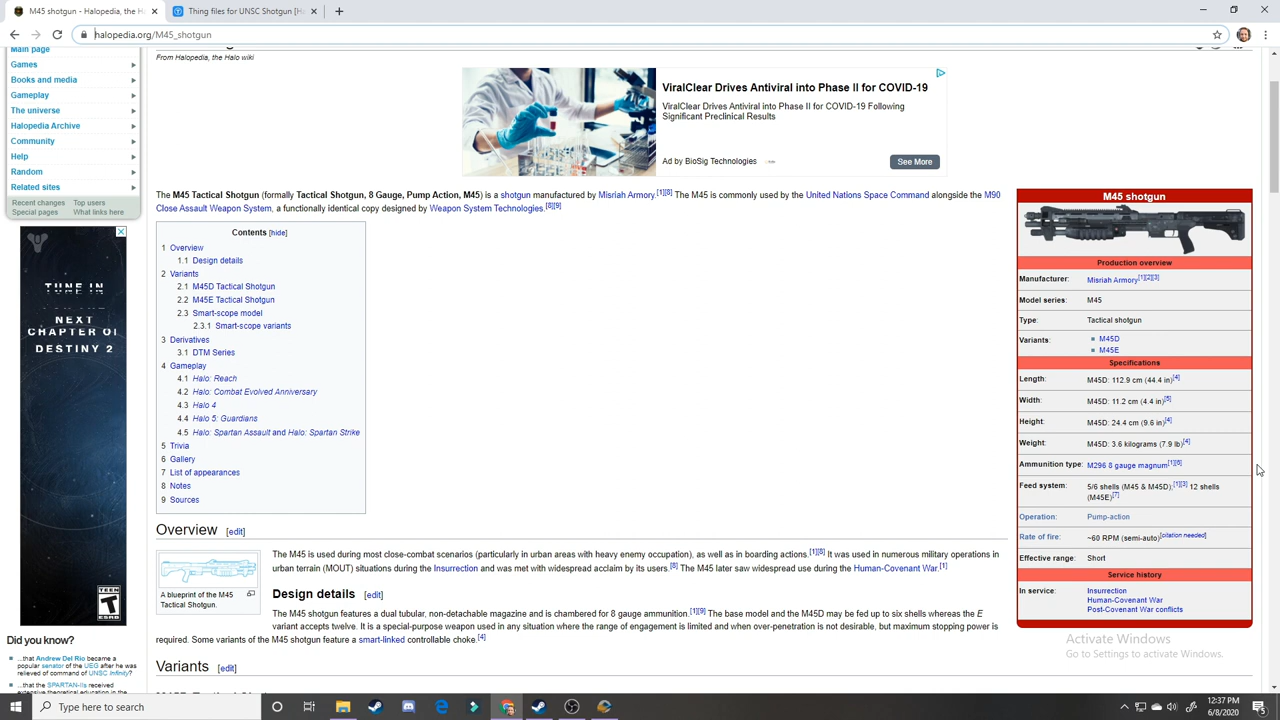 M45 shotgun - Halopedia, the Ha
Thing files for UNSC Shotgun [Ha
halopedia.org/M45_shotgun
Main page
Games
Books and media
Gameplay
The universe
Halopedia Archive
Community
Help
Random
Related sites
Recent changes Top users
Special pages What links here
TUNE IN
TO THE
NEXT
CHAPTER OF
DESTINY 2
TEEN
T
ESRB
Did you know?
...that Andrew Del Rio became a
popular senator of the UEG after he was
relieved of command of UNSC Infinity?
...that the SPARTAN-IIs received
extensive theoretical education in the
From Halopedia, the Halo wiki
ViralClear Drives Antiviral into Phase II for COVID-19
ViralClear Drives Antiviral into Phase II for COVID-19 Following
Significant Preclinical Results
Ad by BioSig Technologies
See More
The M45 Tactical Shotgun (formally Tactical Shotgun, 8 Gauge, Pump Action, M45) is a shotgun manufactured by Misriah Armory.[1][8] The M45 is commonly used by the United Nations Space Command alongside the M90
Close Assault Weapon System, a functionally identical copy designed by Weapon System Technologies.[8][9]
Contents [hide]
1 Overview
1.1 Design details
2 Variants
2.1 M45D Tactical Shotgun
2.2 M45E Tactical Shotgun
2.3 Smart-scope model
2.3.1 Smart-scope variants
3 Derivatives
3.1 DTM Series
4 Gameplay
4.1 Halo: Reach
4.2 Halo: Combat Evolved Anniversary
4.3 Halo 4
4.4 Halo 5: Guardians
4.5 Halo: Spartan Assault and Halo: Spartan Strike
5 Trivia
6 Gallery
7 List of appearances
8 Notes
9 Sources
Overview [edit]
A blueprint of the M45
Tactical Shotgun.
The M45 is used during most close-combat scenarios (particularly in urban areas with heavy enemy occupation), as well as in boarding actions.[1][8] It was used in numerous military operations in
urban terrain (MOUT) situations during the Insurrection and was met with widespread acclaim by its users.[8] The M45 later saw widespread use during the Human-Covenant War.[1]
Design details [edit]
The M45 shotgun features a dual tubular, non-detachable magazine and is chambered for 8 gauge ammunition.[1][9] The base model and the M45D may be fed up to six shells whereas the E
variant accepts twelve. It is a special-purpose weapon used in any situation where the range of engagement is limited and when over-penetration is not desirable, but maximum stopping power is
required. Some variants of the M45 shotgun feature a smart-linked controllable choke.[4]
Variants [edit]
M45 shotgun
Production overview
Manufacturer: Misriah Armory[1][2][3]
Model series: M45
Type: Tactical shotgun
Variants: M45D
M45E
Specifications
Length: M45D: 112.9 cm (44.4 in)[4]
Width: M45D: 11.2 cm (4.4 in)[5]
Height: M45D: 24.4 cm (9.6 in)[4]
Weight: M45D: 3.6 kilograms (7.9 lb)[4]
Ammunition type: M296 8 gauge magnum[1][6]
Feed system: 5/6 shells (M45 & M45D);[1][3] 12 shells
(M45E)[7]
Operation: Pump-action
Rate of fire: ~60 RPM (semi-auto)[citation needed]
Effective range: Short
Service history
In service: Insurrection
Human-Covenant War
Post-Covenant War conflicts
Activate Windows
Go to Settings to activate Windows.
Type here to search
12:37 PM
6/8/2020